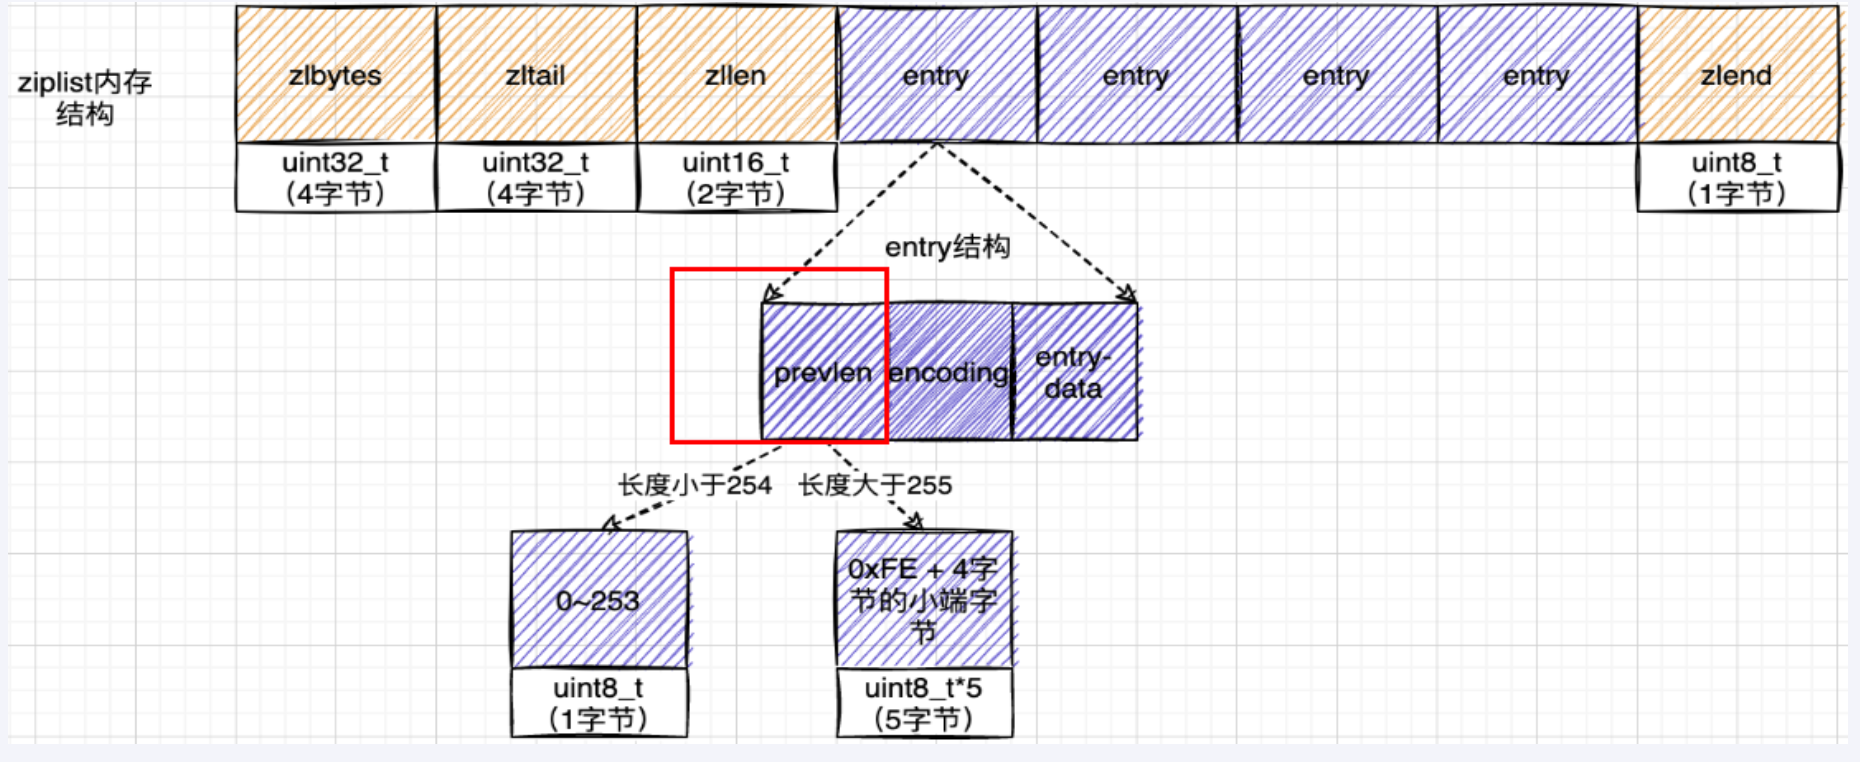 ziplist内存
结构
zlbytes
zltail
zllen
entry
entry
entry
entry
zlend
uint32_t
（4字节）
uint32_t
（4字节）
uint16_t
（2字节）
uint8_t
（1字节）
entry结构
prevlen
encoding
entry-
data
长度小于254
长度大于255
0~253
0xFE + 4字
节的小端字
节
uint8_t
（1字节）
uint8_t*5
（5字节）